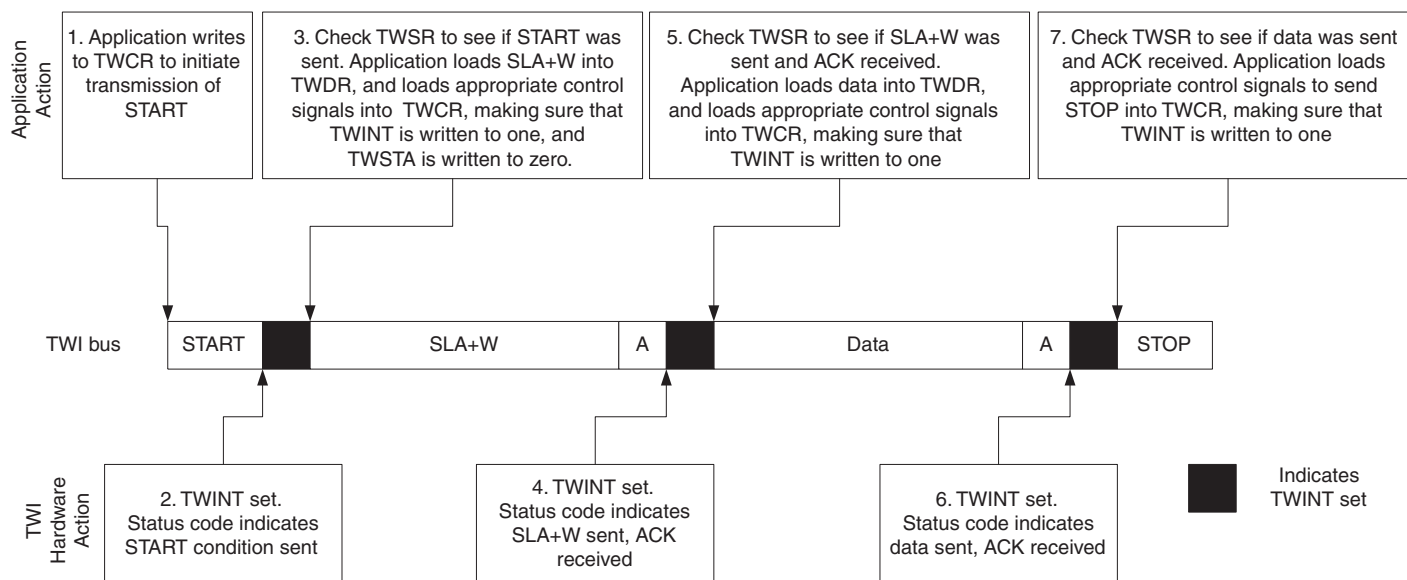 Application
Action
1. Application writes
to TWCR to initiate
transmission of
START
3. Check TWSR to see if START was
sent. Application loads SLA+W into
TWDR, and loads appropriate control
signals into TWCR, making sure that
TWINT is written to one, and
TWSTA is written to zero.
5. Check TWSR to see if SLA+W was
sent and ACK received.
Application loads data into TWDR,
and loads appropriate control signals
into TWCR, making sure that
TWINT is written to one
7. Check TWSR to see if data was sent
and ACK received. Application loads
appropriate control signals to send
STOP into TWCR, making sure that
TWINT is written to one
TWI bus
START
SLA+W
A
Data
A
STOP
TWI
Hardware
Action
2. TWINT set.
Status code indicates
START condition sent
4. TWINT set.
Status code indicates
SLA+W sent, ACK
received
6. TWINT set.
Status code indicates
data sent, ACK received
Indicates
TWINT set